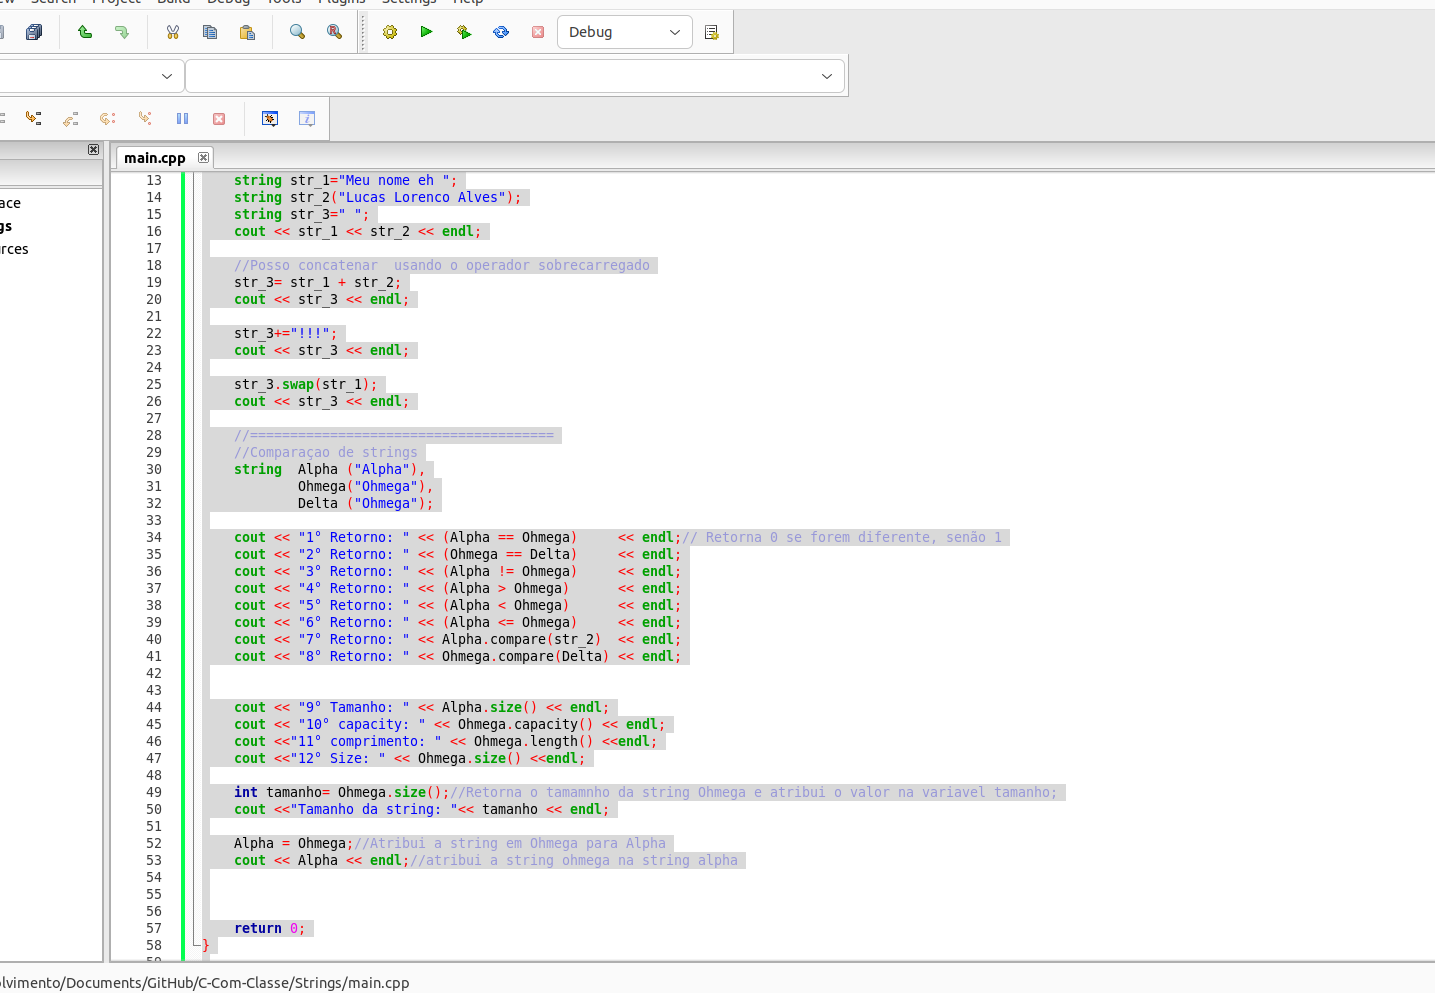 Search Project Build Debug Tools Plugins Settings Help
Debug
main.cpp
13 string str_1="Meu nome eh ";
14 string str_2("Lucas Lorenco Alves");
15 string str_3=" ";
16 cout << str_1 << str_2 << endl;
17
18 //Posso concatenar  usando o operador sobrecarregado
19 str_3= str_1 + str_2;
20 cout << str_3 << endl;
21
22 str_3+="!!!";
23 cout << str_3 << endl;
24
25 str_3.swap(str_1);
26 cout << str_3 << endl;
27
28 //======================================
29 //Comparaçao de strings
30 string  Alpha ("Alpha"),
31 Ohmega("Ohmega"),
32 Delta ("Ohmega");
33
34 cout << "1° Retorno: " << (Alpha == Ohmega)     << endl;// Retorna 0 se forem diferente, senão 1
35 cout << "2° Retorno: " << (Ohmega == Delta)     << endl;
36 cout << "3° Retorno: " << (Alpha != Ohmega)     << endl;
37 cout << "4° Retorno: " << (Alpha > Ohmega)      << endl;
38 cout << "5° Retorno: " << (Alpha < Ohmega)      << endl;
39 cout << "6° Retorno: " << (Alpha <= Ohmega)     << endl;
40 cout << "7° Retorno: " << Alpha.compare(str_2)  << endl;
41 cout << "8° Retorno: " << Ohmega.compare(Delta) << endl;
42
43
44 cout << "9° Tamanho: " << Alpha.size() << endl;
45 cout << "10° capacity: " << Ohmega.capacity() << endl;
46 cout <<"11° comprimento: " << Ohmega.length() <<endl;
47 cout <<"12° Size: " << Ohmega.size() <<endl;
48
49 int tamanho= Ohmega.size();//Retorna o tamamnho da string Ohmega e atribui o valor na variavel tamanho;
50 cout <<"Tamanho da string: "<< tamanho << endl;
51
52 Alpha = Ohmega;//Atribui a string em Ohmega para Alpha
53 cout << Alpha << endl;//atribui a string ohmega na string alpha
54
55
56
57 return 0;
58 }
59
ace
gs
rces
olvimento/Documents/GitHub/C-Com-Classe/Strings/main.cpp